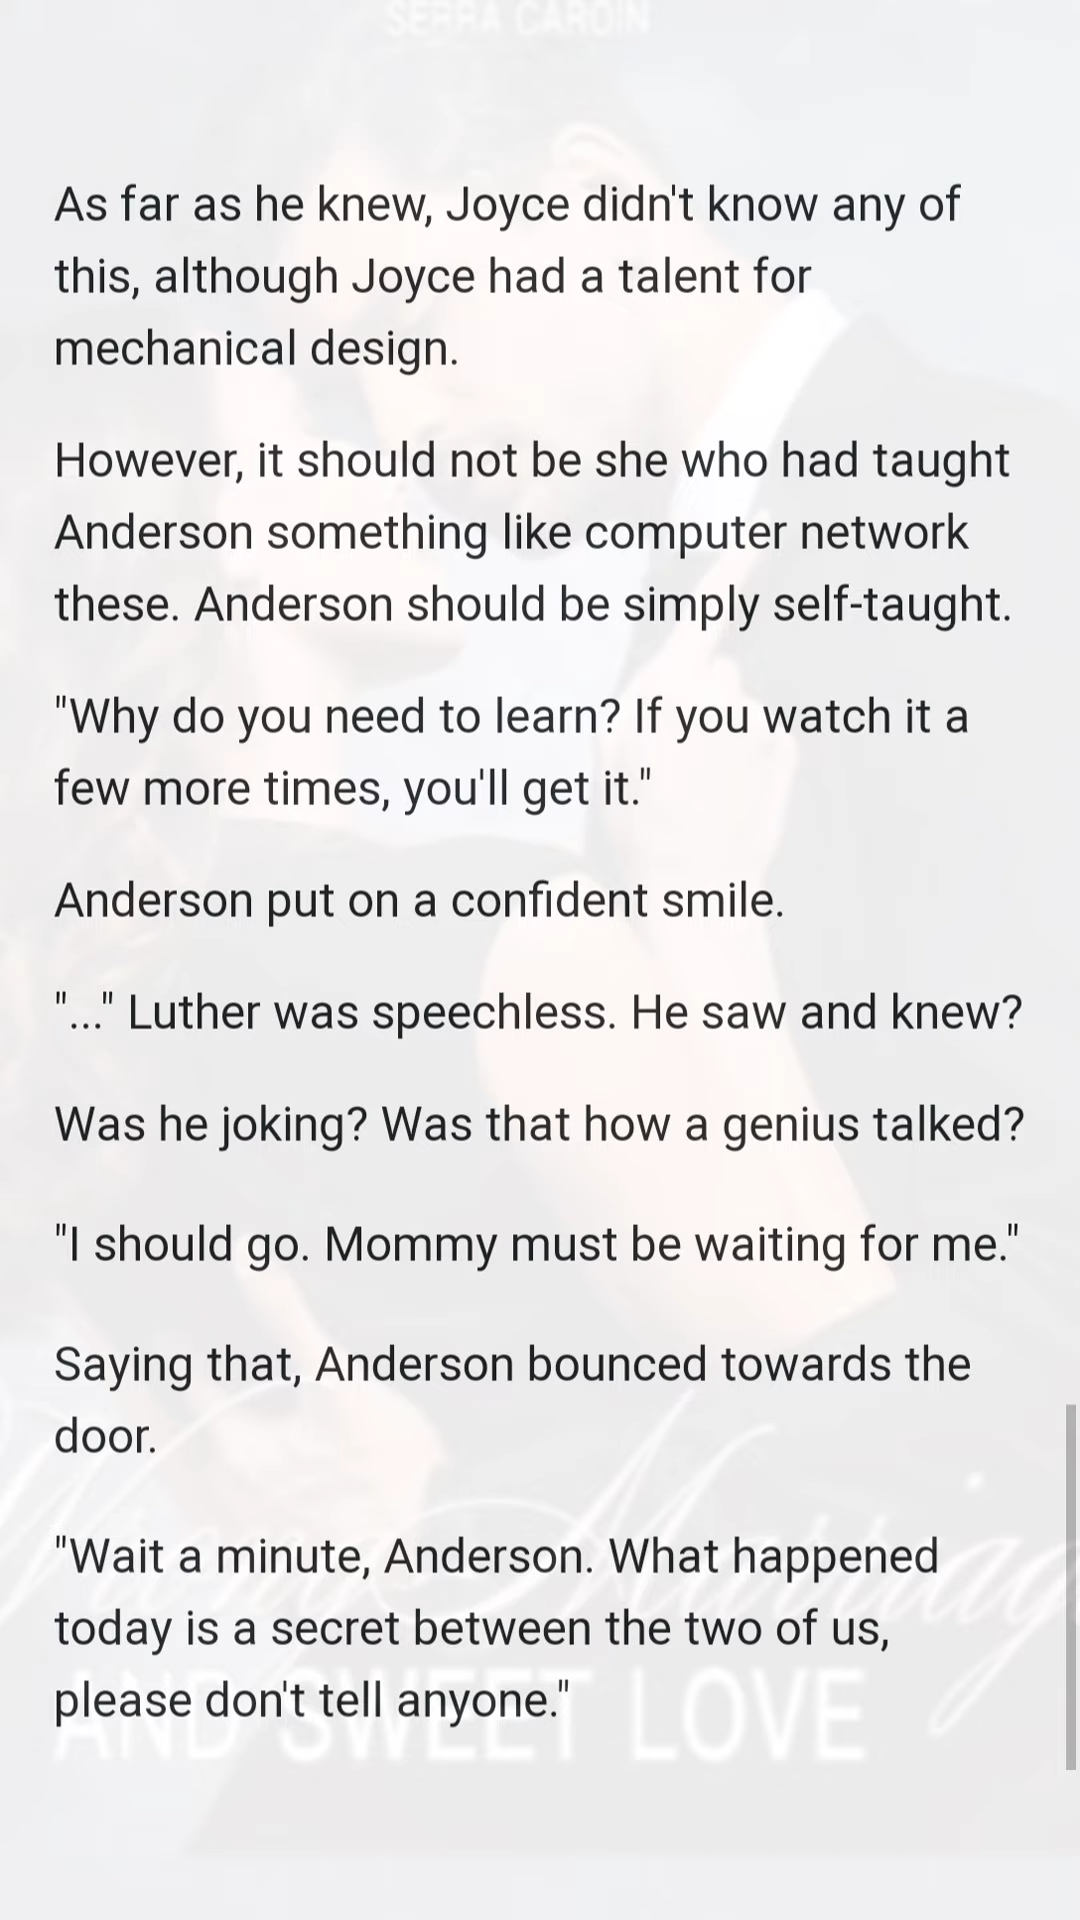 SERRA CARDIN
As far as he knew, Joyce didn't know any of
this, although Joyce had a talent for
mechanical design.
However, it should not be she who had taught
Anderson something like computer network
these. Anderson should be simply self-taught.
"Why do you need to learn? If you watch it a
few more times, you'll get it."
Anderson put on a confident smile.
"..." Luther was speechless. He saw and knew?
Was he joking? Was that how a genius talked?
"I should go. Mommy must be waiting for me."
Saying that, Anderson bounced towards the
door.
"Wait a minute, Anderson. What happened
today is a secret between the two of us,
please don't tell anyone."
AND SWEET LOVE